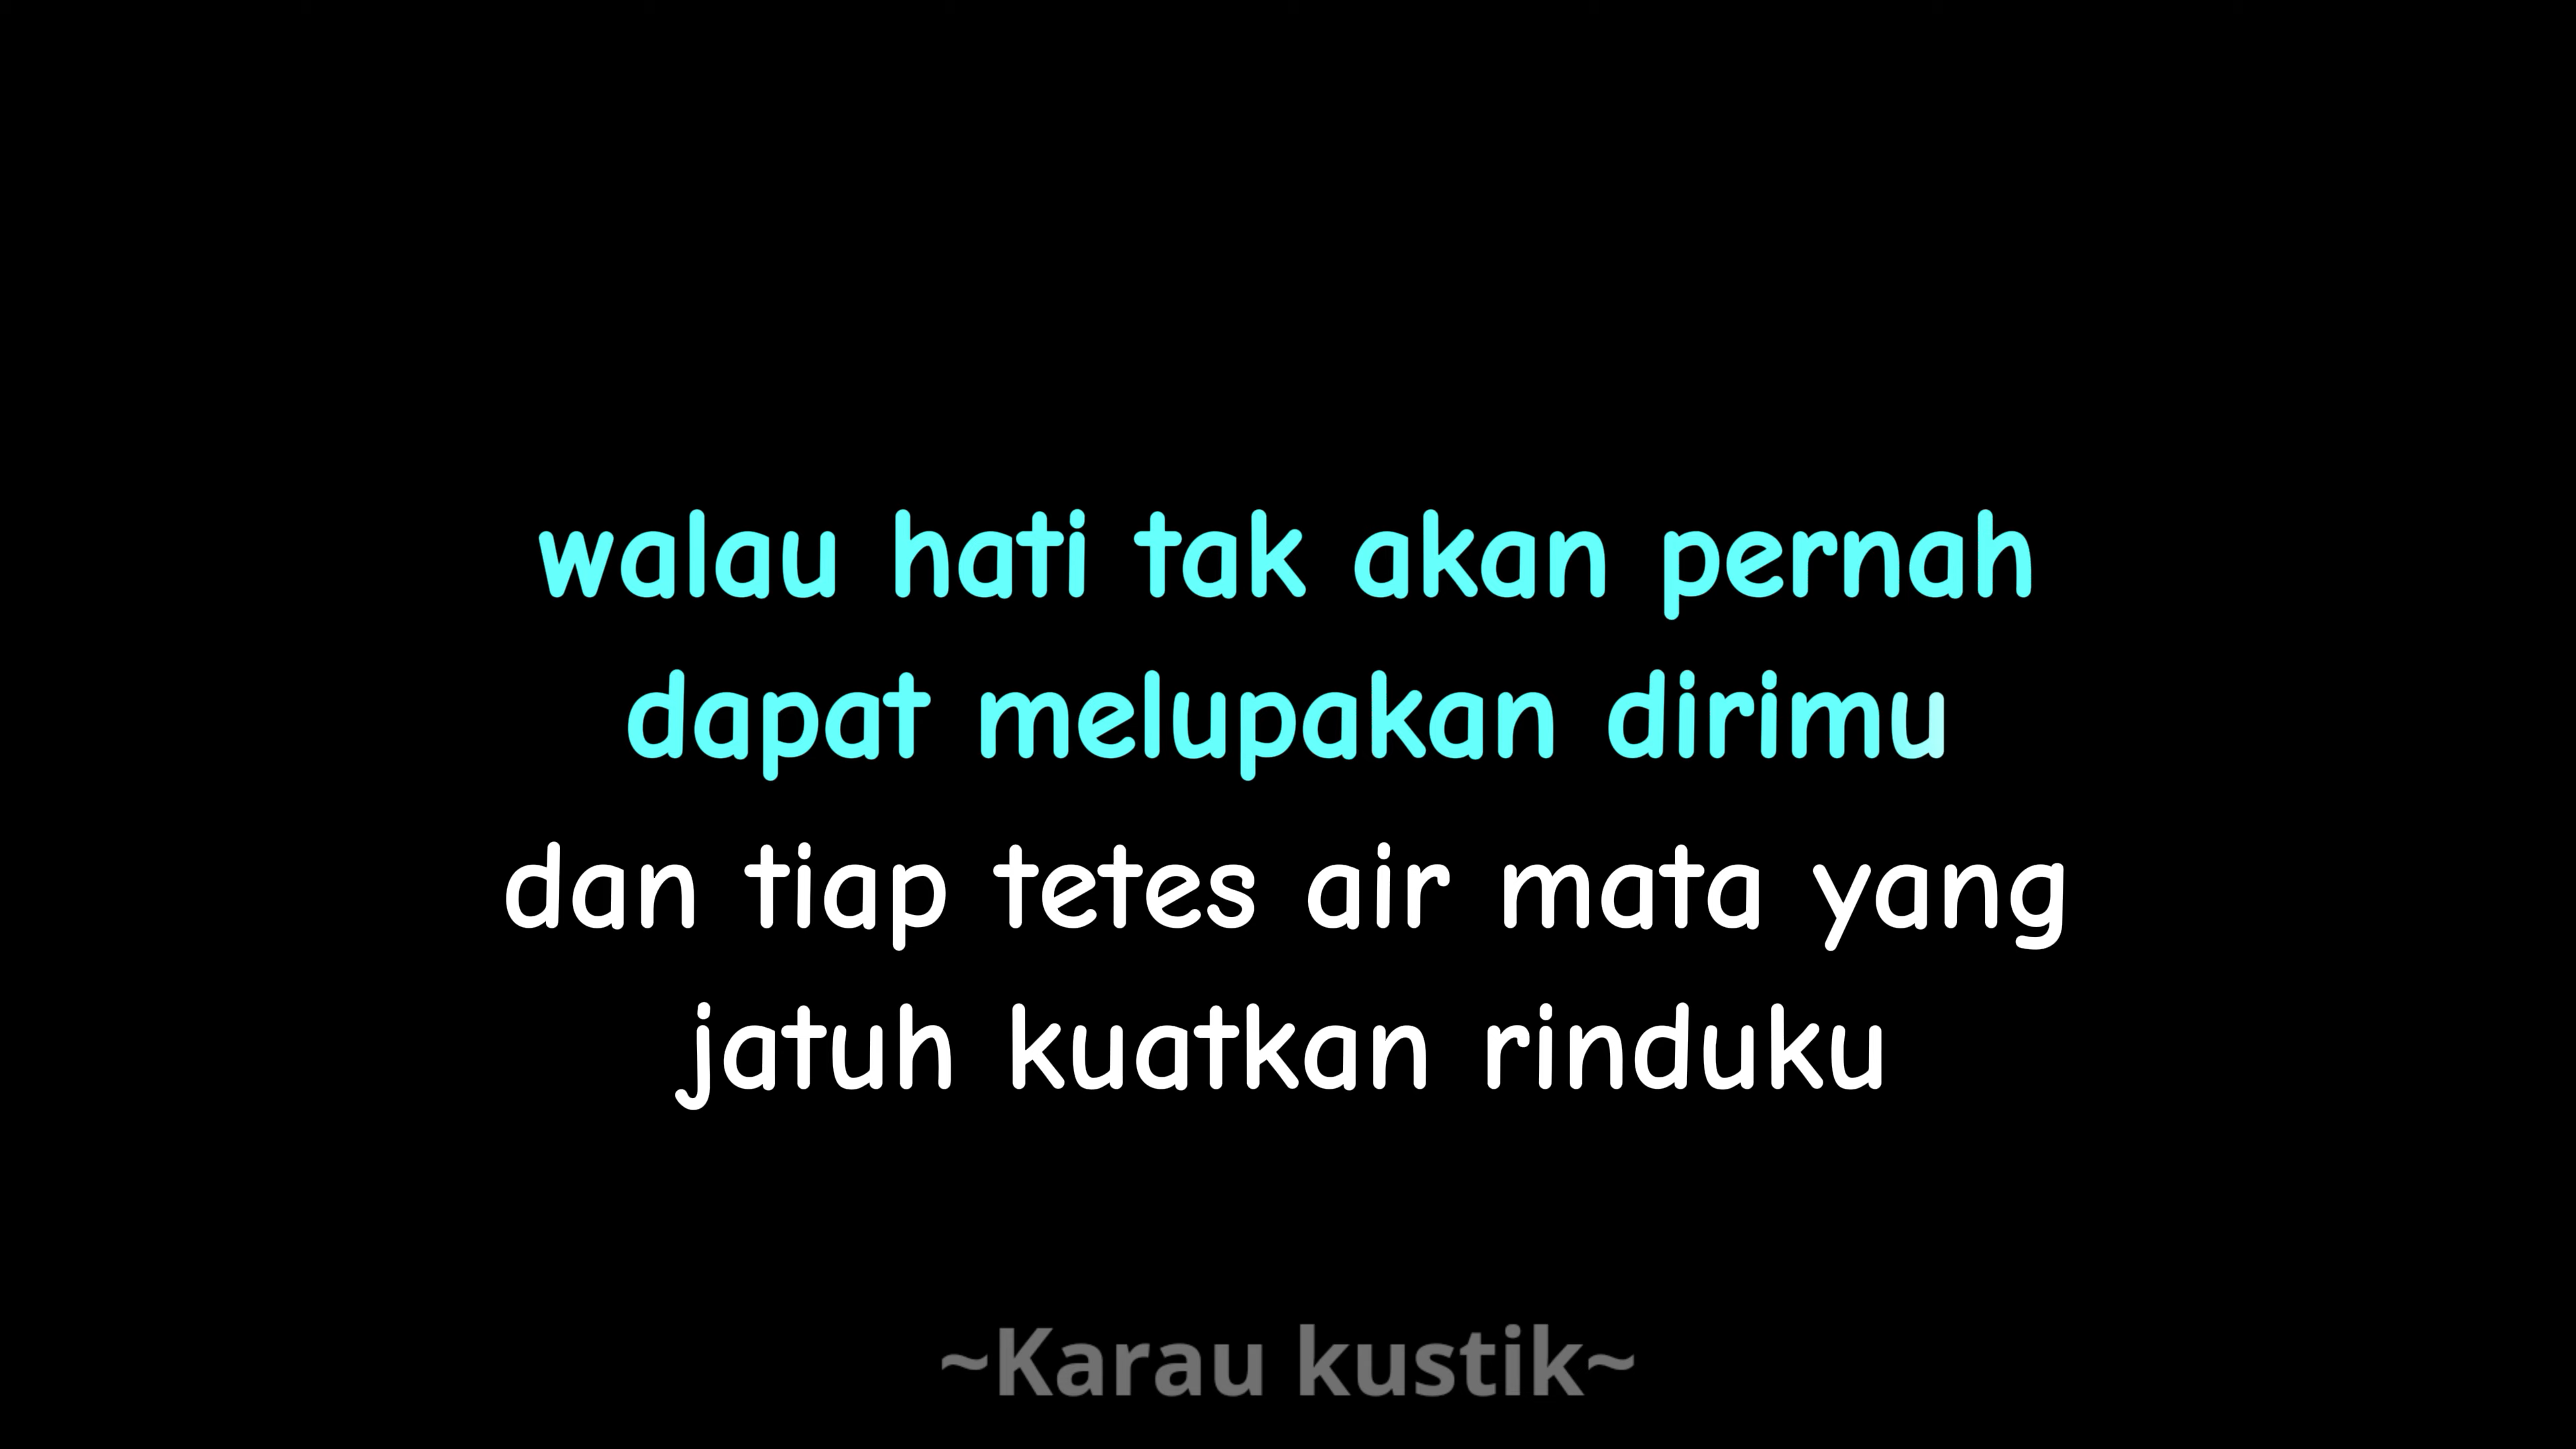 walau hati tak akan pernah
dapat melupakan dirimu
dan tiap tetes air mata yang
jatuh kuatkan rinduku
~Karau kustik~